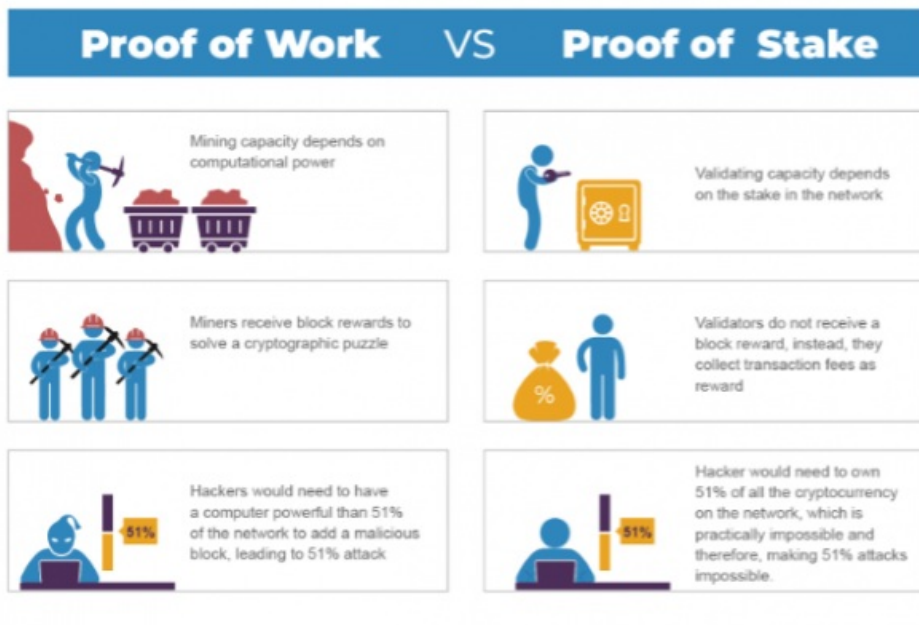 Proof of Work VS Proof of Stake
Mining capacity depends on
computational power
Validating capacity depends
on the stake in the network
Miners receive block rewards to
solve a cryptographic puzzle
Validators do not receive a
block reward, instead, they
collect transaction fees as
reward
%
Hackers would need to have
a computer powerful than 51%
of the network to add a malicious
block, leading to 51% attack
51%
Hacker would need to own
51% of all the cryptocurrency
on the network, which is
practically impossible and
therefore, making 51% attacks
impossible.
51%